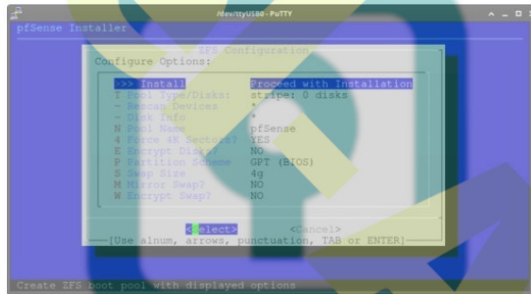 /dev/ttyUSB0 - PuTTY
pfSense Installer
ZFS Configuration
Configure Options:
>>> Install Proceed with Installation
T Pool Type/Disks: stripe: 0 disks
- Rescan Devices *
- Disk Info *
N Pool Name pfSense
4 Force 4K Sectors? YES
E Encrypt Disks? NO
P Partition Scheme GPT (BIOS)
S Swap Size 4g
M Mirror Swap? NO
W Encrypt Swap? NO
<Select> <Cancel>
[Use alnum, arrows, punctuation, TAB or ENTER]
Create ZFS boot pool with displayed options